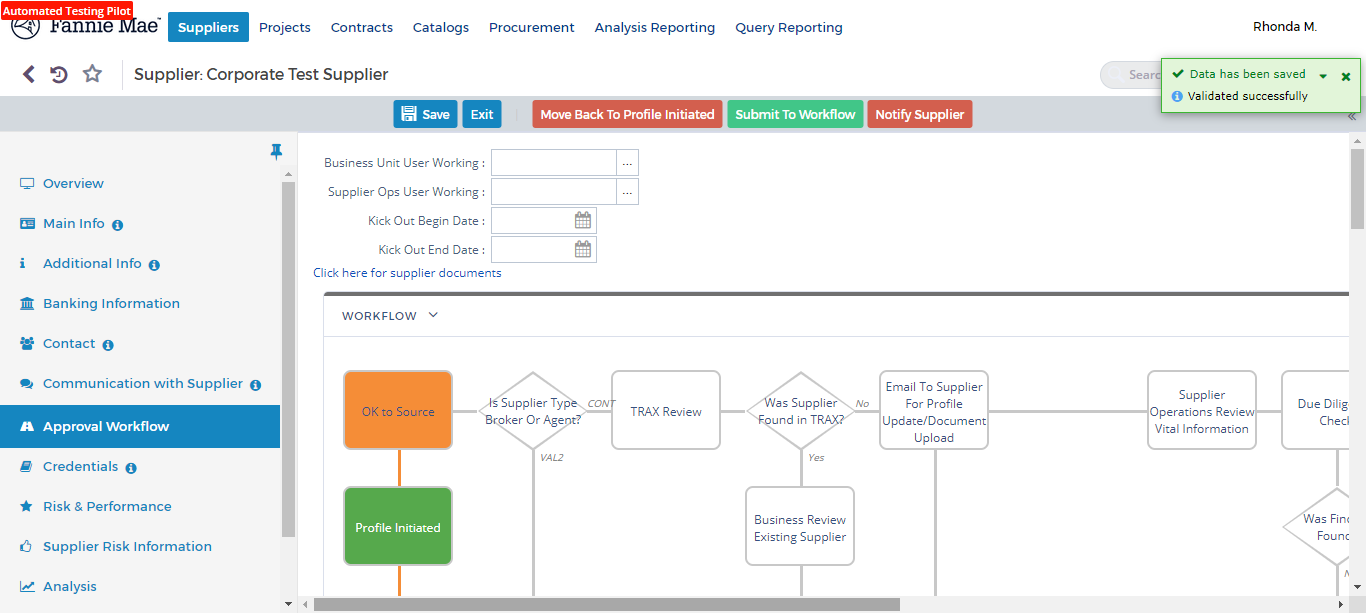 Automated Testing Pilot
Fannie Mae
Suppliers Projects Contracts Catalogs Procurement Analysis Reporting Query Reporting
Rhonda M.
Supplier: Corporate Test Supplier
Searc
Data has been saved
Validated successfully
Save Exit Move Back To Profile Initiated Submit To Workflow Notify Supplier
Overview
Main Info
Additional Info
Banking Information
Contact
Communication with Supplier
Approval Workflow
Credentials
Risk & Performance
Supplier Risk Information
Analysis
Business Unit User Working :
...
Supplier Ops User Working :
...
Kick Out Begin Date :
Kick Out End Date :
Click here for supplier documents
WORKFLOW
OK to Source
Is Supplier Type
Broker Or Agent?
CONT
VAL2
TRAX Review
Was Supplier
Found in TRAX?
No
Yes
Email To Supplier
For Profile
Update/Document
Upload
Supplier
Operations Review
Vital Information
Due Dilig
Check
Profile Initiated
Business Review
Existing Supplier
Was Find
Found